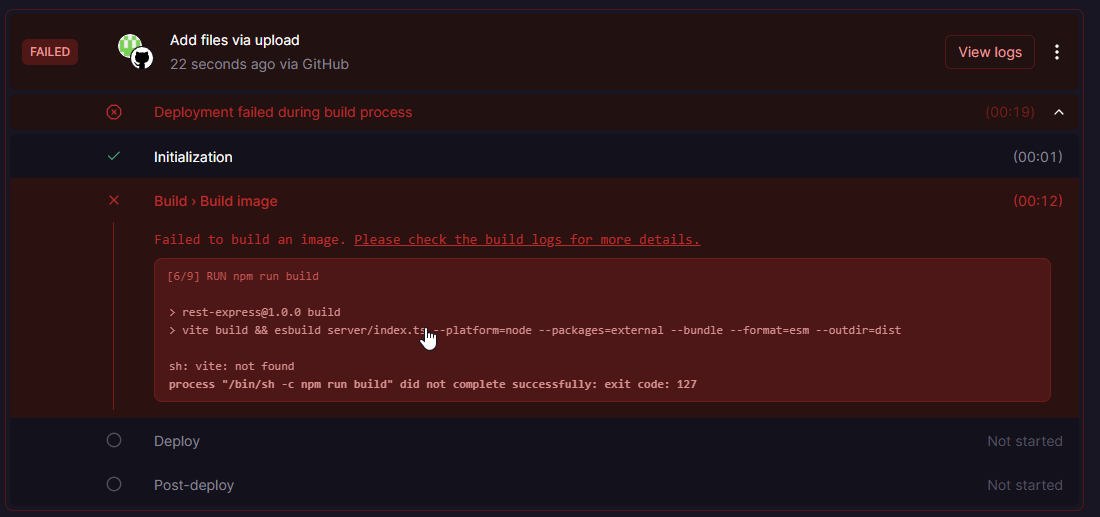 FAILED
Add files via upload
22 seconds ago via GitHub
View logs
Deployment failed during build process
(00:19)
Initialization
(00:01)
Build › Build image
(00:12)
Failed to build an image. Please check the build logs for more details.
[6/9] RUN npm run build
> rest-express@1.0.0 build
> vite build && esbuild server/index.ts --platform=node --packages=external --bundle --format=esm --outdir=dist
sh: vite: not found
process "/bin/sh -c npm run build" did not complete successfully: exit code: 127
Deploy
Not started
Post-deploy
Not started